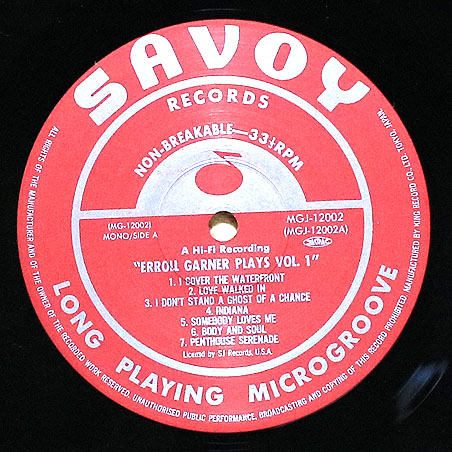 SAVOY
RECORDS
NON-BREAKABLE—33⅓RPM
(MG-12002)
MONO/SIDE A
MGJ-12002
(MGJ-12002A)
A Hi-Fi Recording
"ERROLL GARNER PLAYS VOL. 1"
1. I COVER THE WATERFRONT
2. LOVE WALKED IN
3. I DON'T STAND A GHOST OF A CHANCE
4. INDIANA
5. SOMEBODY LOVES ME
6. BODY AND SOUL
7. PENTHOUSE SERENADE
Licensed by SJ Records, U.S.A.
LONG PLAYING MICROGROOVE
ALL RIGHTS OF THE MANUFACTURER AND OF THE OWNER OF THE RECORDED WORK RESERVED. UNAUTHORISED PUBLIC PERFORMANCE, BROADCASTING AND COPYING OF THIS RECORD PROHIBITED. MANUFACTURED BY KING RECORD CO., LTD. TOKYO, JAPAN.